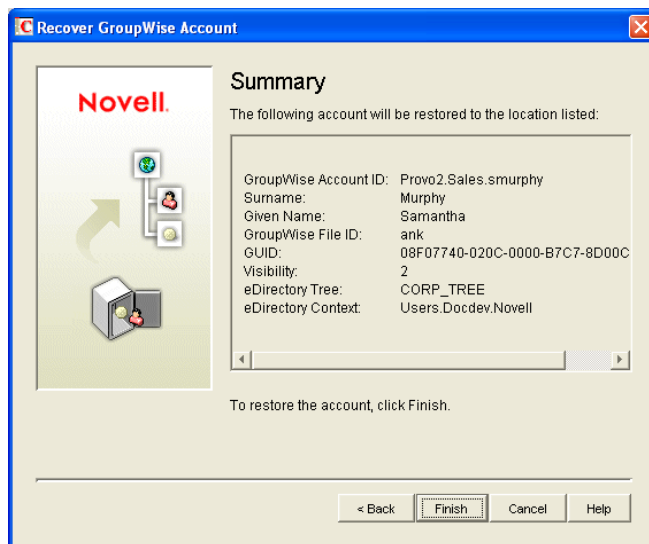 Recover GroupWise Account
Novell.
Summary
The following account will be restored to the location listed:
GroupWise Account ID: Provo2.Sales.smurphy
Surname: Murphy
Given Name: Samantha
GroupWise File ID: ank
GUID: 08F07740-020C-0000-B7C7-8D00C
Visibility: 2
eDirectory Tree: CORP_TREE
eDirectory Context: Users.Docdev.Novell
To restore the account, click Finish.
< Back Finish Cancel Help